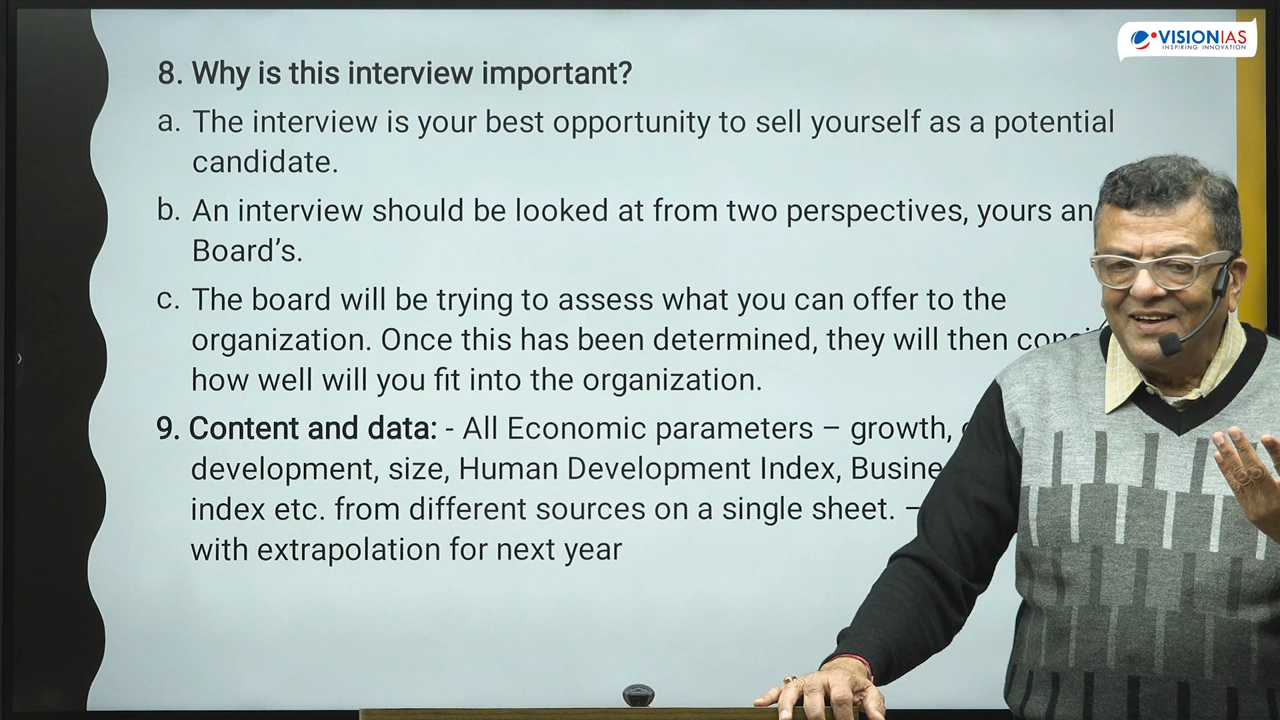 VISIONIAS
INSPIRING INNOVATION
8. Why is this interview important?
a. The interview is your best opportunity to sell yourself as a potential
candidate.
b. An interview should be looked at from two perspectives, yours
Board's.
c. The board will be trying to assess what you can offer to the
organization. Once this has been determined, they will then
how well will you fit into the organization.
9. Content and data: - All Economic parameters – growth,
development, size, Human Development Index,
index etc. from different sources on a single sheet. –
with extrapolation for next year